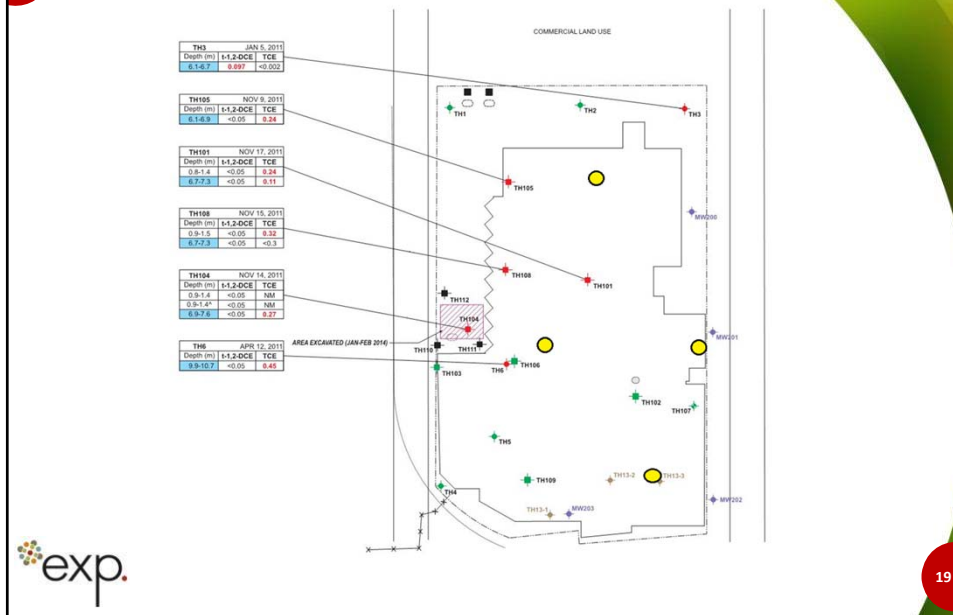 COMMERCIAL LAND USE
TH3 JAN 5, 2011
Depth (m) t-1,2-DCE TCE
6.1-6.7 0.097 <0.002
TH105 NOV 9, 2011
Depth (m) t-1,2-DCE TCE
6.1-6.9 <0.05 0.24
TH101 NOV 17, 2011
Depth (m) t-1,2-DCE TCE
0.8-1.4 <0.05 0.24
6.7-7.3 <0.05 0.11
TH108 NOV 15, 2011
Depth (m) t-1,2-DCE TCE
0.9-1.5 <0.05 0.32
6.7-7.3 <0.05 <0.3
TH104 NOV 14, 2011
Depth (m) t-1,2-DCE TCE
0.9-1.4 <0.05 NM
0.9-1.4* <0.05 NM
6.9-7.6 <0.05 0.27
TH6 APR 12, 2011
Depth (m) t-1,2-DCE TCE
9.9-10.7 <0.05 0.45
TH1
TH2
TH3
TH105
MW200
TH108
TH101
TH112
TH104
MW201
AREA EXCAVATED (JAN-FEB 2014)
TH110
TH111
TH103
TH6
TH106
TH102
TH107
TH5
TH13-2
TH13-3
TH109
TH4
MW202
TH13-1
MW203
exp.
19